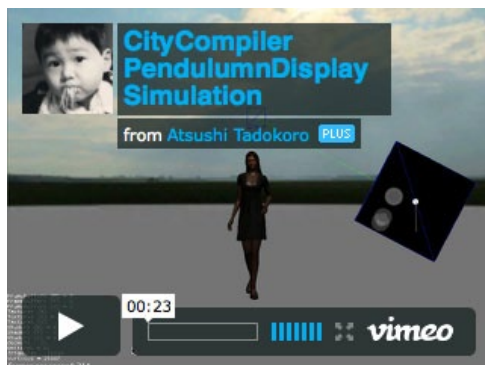 CityCompiler
PendulumnDisplay
Simulation
from Atsushi Tadokoro PLUS
00:23
vimeo